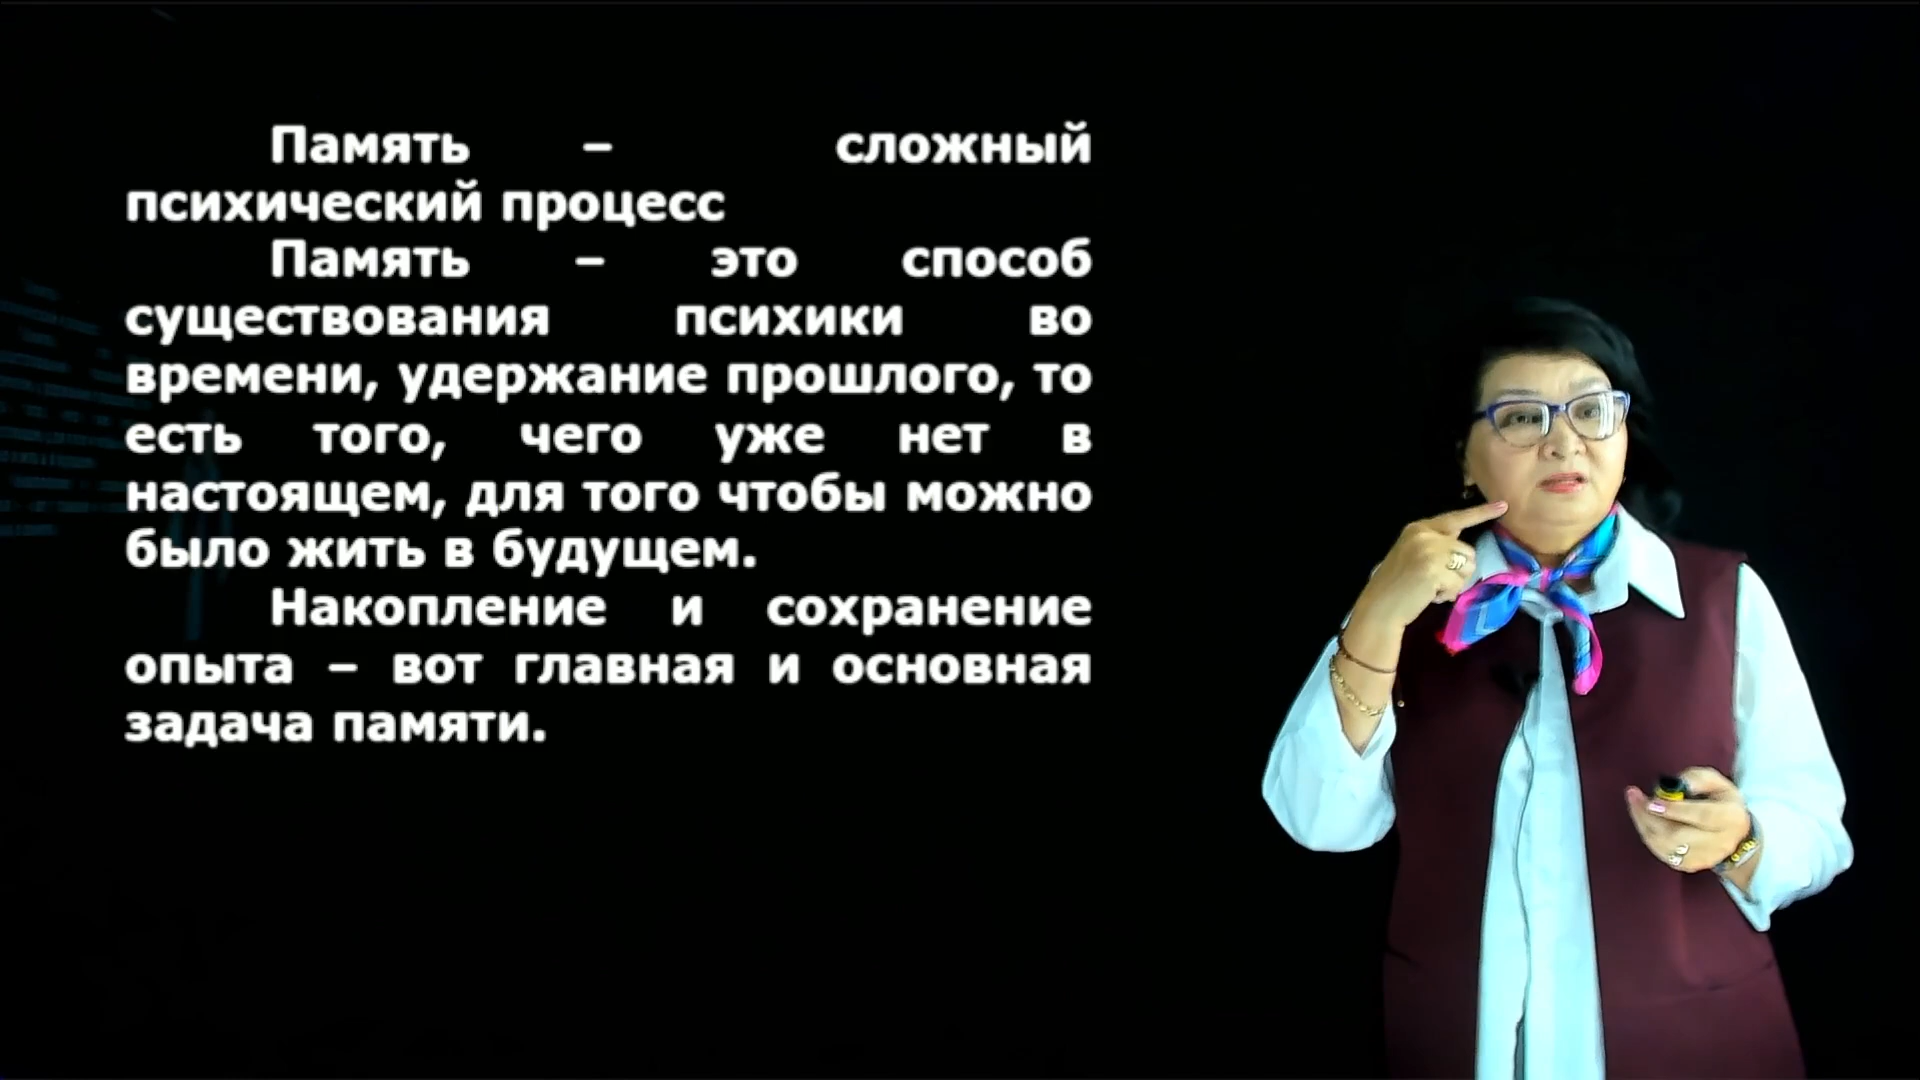 Память – сложный
психический процесс
Память – это способ
существования психики во
времени, удержание прошлого, то
есть того, чего уже нет в
настоящем, для того чтобы можно
было жить в будущем.
Накопление и сохранение
опыта – вот главная и основная
задача памяти.